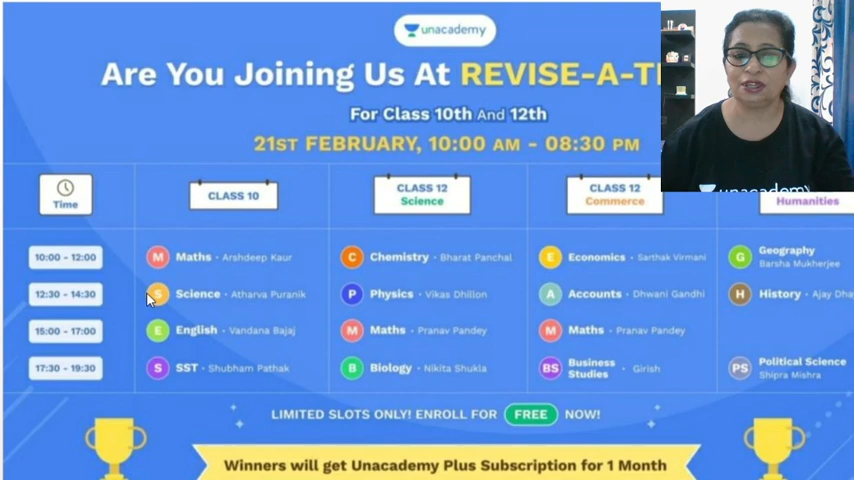 unacademy
Are You Joining Us At REVISE-A-
For Class 10th And 12th
21ST FEBRUARY, 10:00 AM - 08:30 PM
unacademy
Time
CLASS 10
CLASS 12
Science
CLASS 12
Commerce
Humanities
10:00 - 12:00
M Maths · Arshdeep Kaur
C Chemistry · Bharat Panchal
E Economics · Sarthak Virmani
G Geography
Barsha Mukherjee
12:30 - 14:30
S Science · Atharva Puranik
P Physics · Vikas Dhillon
A Accounts · Dhwani Gandhi
H History · Ajay
15:00 - 17:00
E English · Vandana Bajaj
M Maths · Pranav Pandey
M Maths · Pranav Pandey
17:30 - 19:30
S SST · Shubham Pathak
B Biology · Nikita Shukla
BS Business
Studies · Girish
PS Political Science
Shipra Mishra
LIMITED SLOTS ONLY! ENROLL FOR FREE NOW!
Winners will get Unacademy Plus Subscription for 1 Month